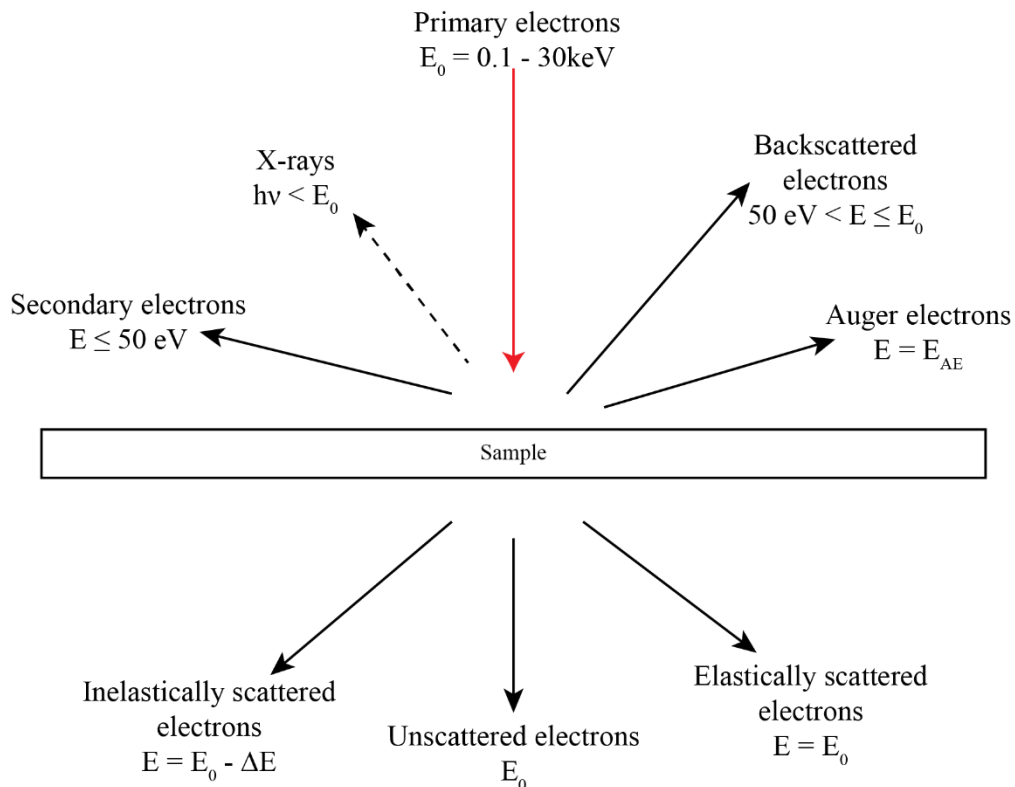 Primary electrons
E₀ = 0.1 - 30keV
X-rays
hν < E₀
Backscattered
electrons
50 eV < E ≤ E₀
Secondary electrons
E ≤ 50 eV
Auger electrons
E = E_AE
Sample
Inelastically scattered
electrons
E = E₀ - ΔE
Unscattered electrons
E₀
Elastically scattered
electrons
E = E₀